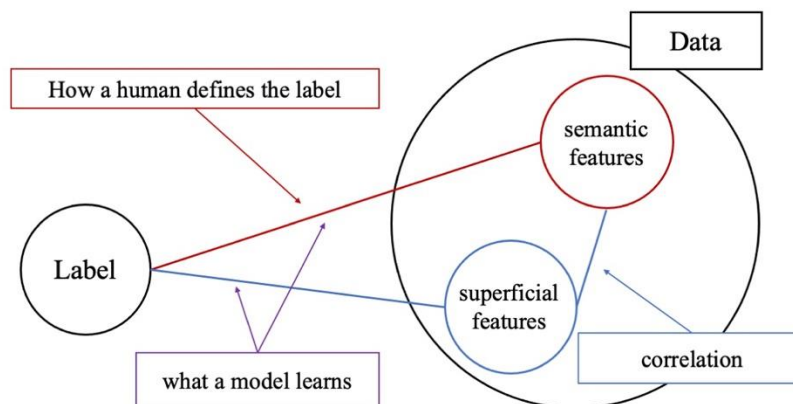 Data
How a human defines the label
semantic
features
Label
superficial
features
what a model learns
correlation